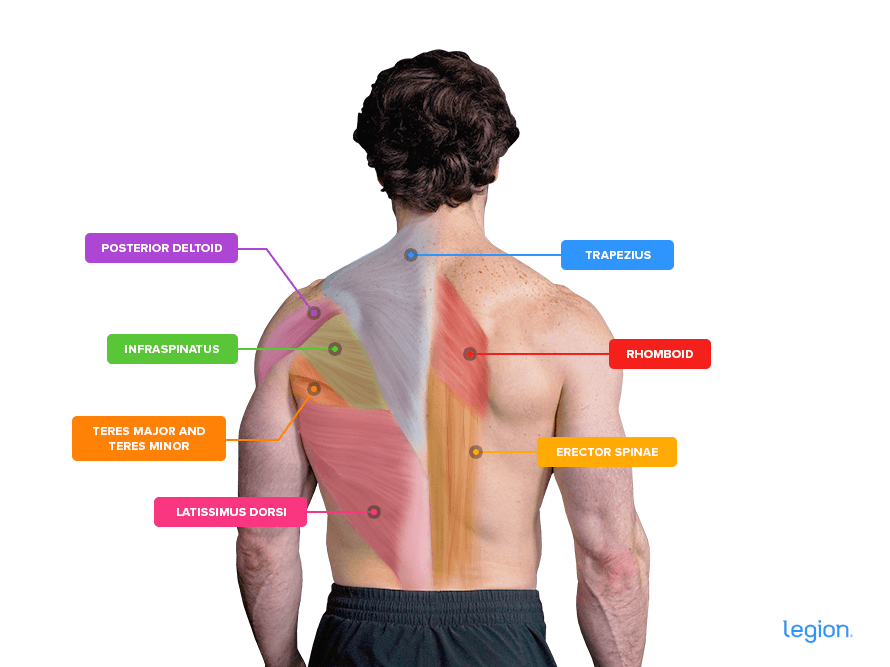 POSTERIOR DELTOID
TRAPEZIUS
INFRASPINATUS
RHOMBOID
TERES MAJOR AND
TERES MINOR
ERECTOR SPINAE
LATISSIMUS DORSI
legion.